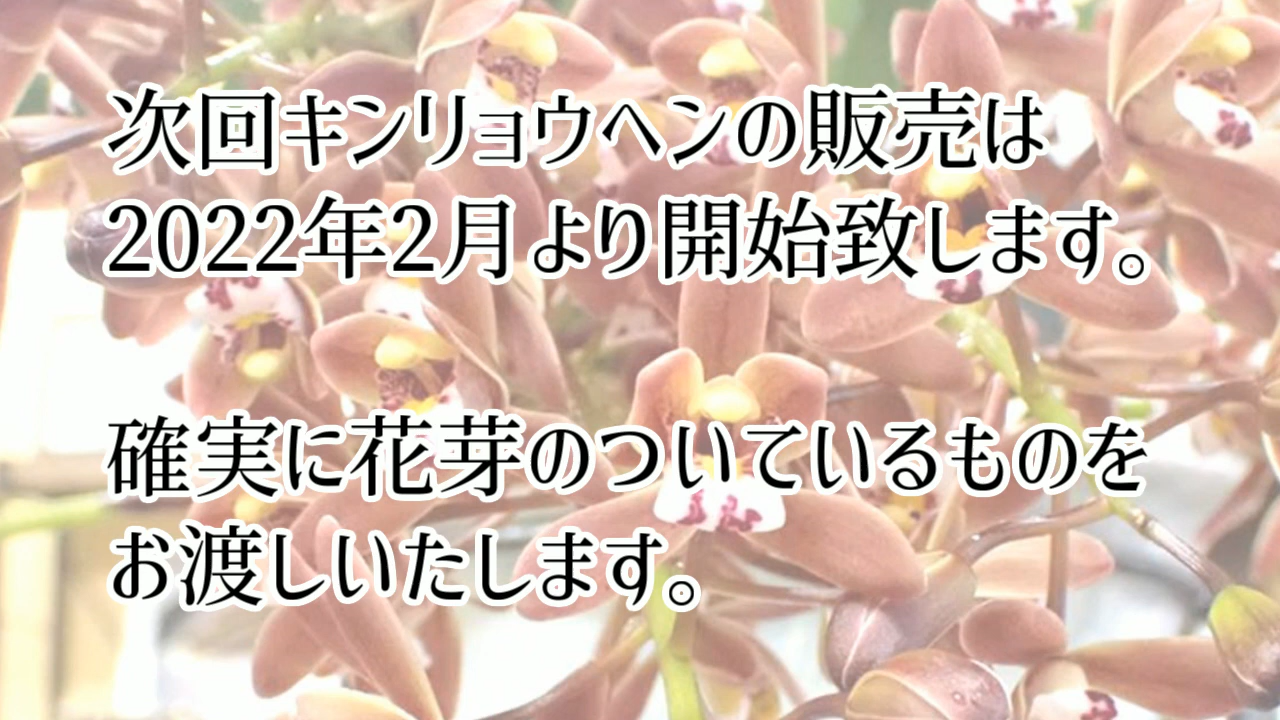 次回キンリョウヘンの販売は
2022年2月より開始致します。
確実に花芽のついているものを
お渡しいたします。